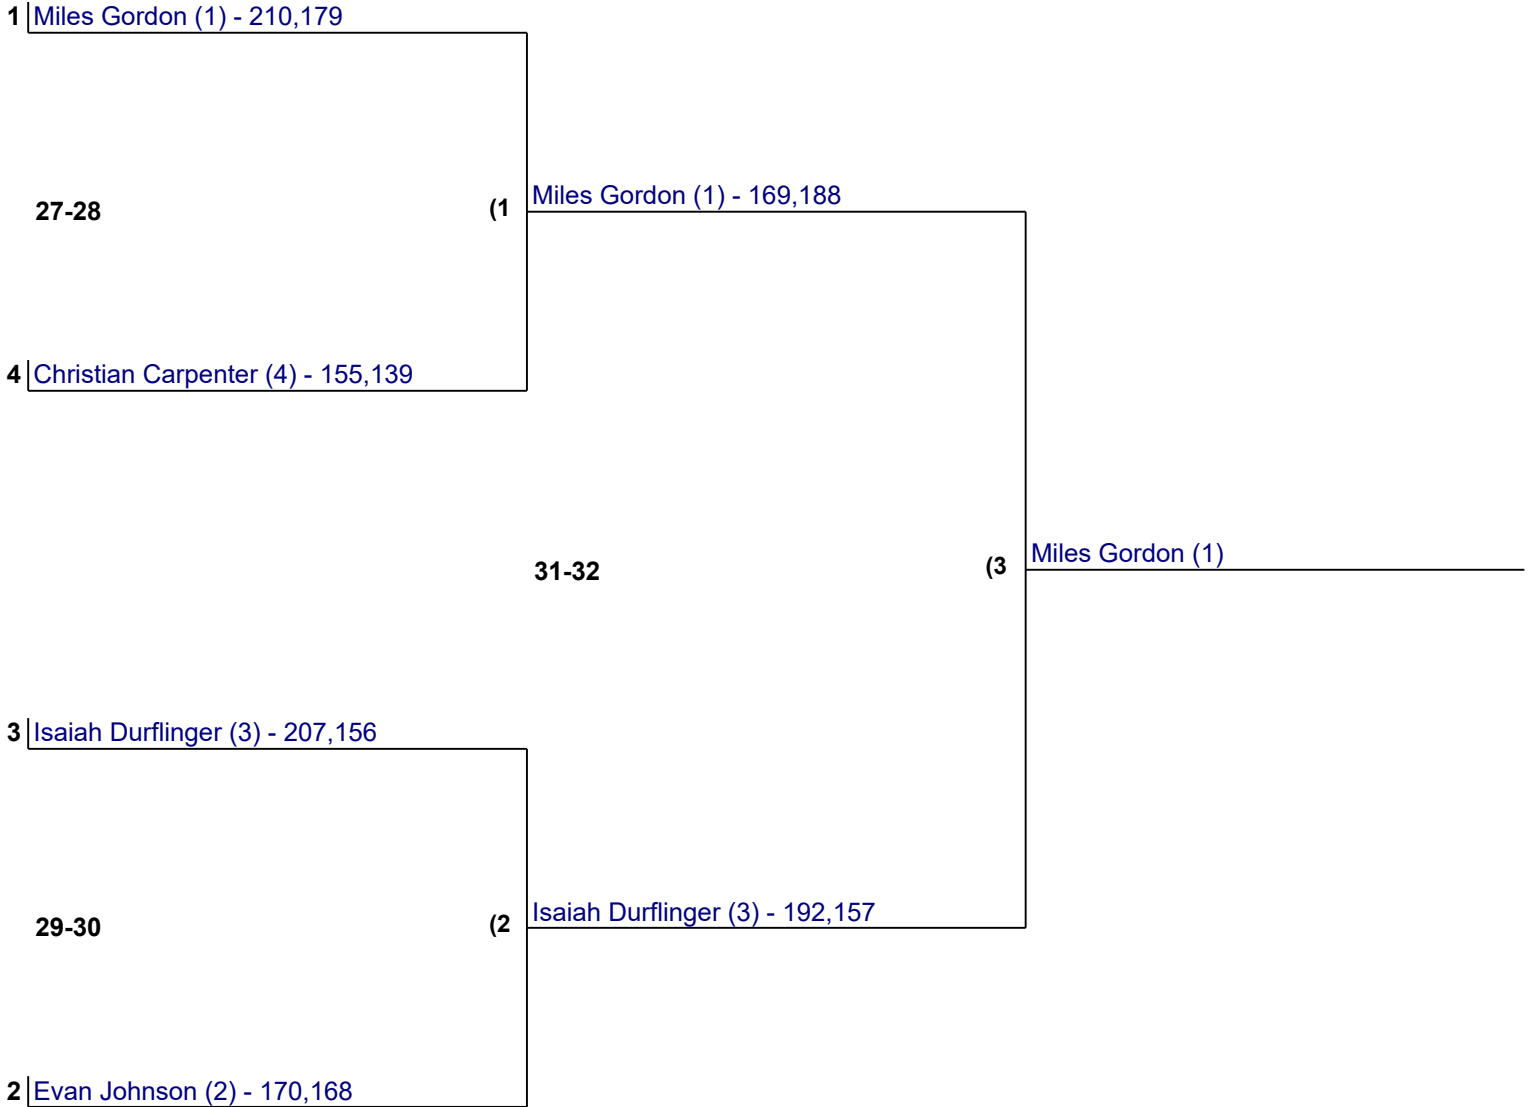 1 Miles Gordon (1) - 210,179
27-28
(1
Miles Gordon (1) - 169,188
4 Christian Carpenter (4) - 155,139
31-32
(3
Miles Gordon (1)
3 Isaiah Durflinger (3) - 207,156
29-30
(2
Isaiah Durflinger (3) - 192,157
2 Evan Johnson (2) - 170,168